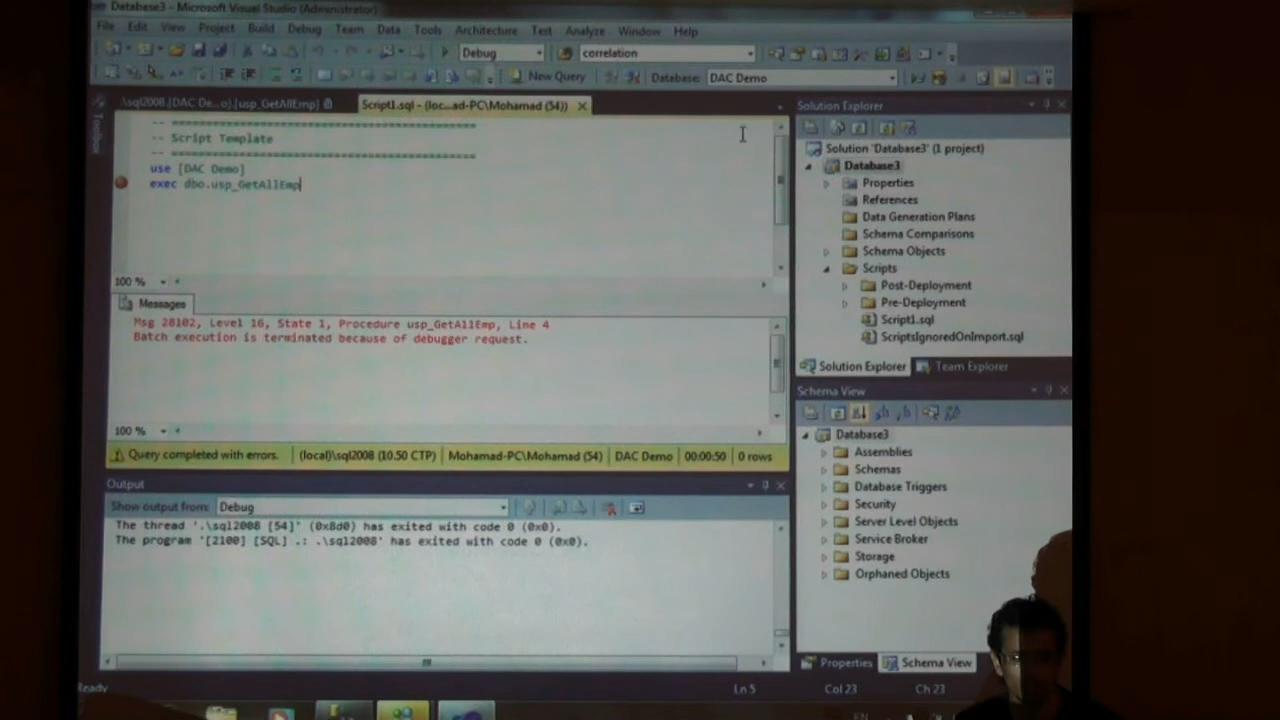 Database3 - Microsoft Visual Studio (Administrator)
File Edit View Project Build Debug Team Data Tools Architecture Test Analyze Window Help
Debug correlation
New Query Database: DAC Demo
.\sql2008.[DAC De...o].[usp_GetAllEmp] Script1.sql - (loc...ad-PC\Mohamad (54))
Toolbox
-- =============================================
-- Script Template
-- =============================================
use [DAC Demo]
exec dbo.usp_GetAllEmp
100 %
Messages
Msg 28102, Level 16, State 1, Procedure usp_GetAllEmp, Line 4
Batch execution is terminated because of debugger request.
100 %
Query completed with errors. (local)\sql2008 (10.50 CTP) Mohamad-PC\Mohamad (54) DAC Demo 00:00:50 0 rows
Output
Show output from: Debug
The thread '.\sql2008 [54]' (0x8d0) has exited with code 0 (0x0).
The program '[2100] [SQL] .: .\sql2008' has exited with code 0 (0x0).
Solution Explorer
Solution 'Database3' (1 project)
Database3
Properties
References
Data Generation Plans
Schema Comparisons
Schema Objects
Scripts
Post-Deployment
Pre-Deployment
Script1.sql
ScriptsIgnoredOnImport.sql
Solution Explorer Team Explorer
Schema View
Database3
Assemblies
Schemas
Database Triggers
Security
Server Level Objects
Service Broker
Storage
Orphaned Objects
Properties Schema View
Ready Ln 5 Col 23 Ch 23
EN